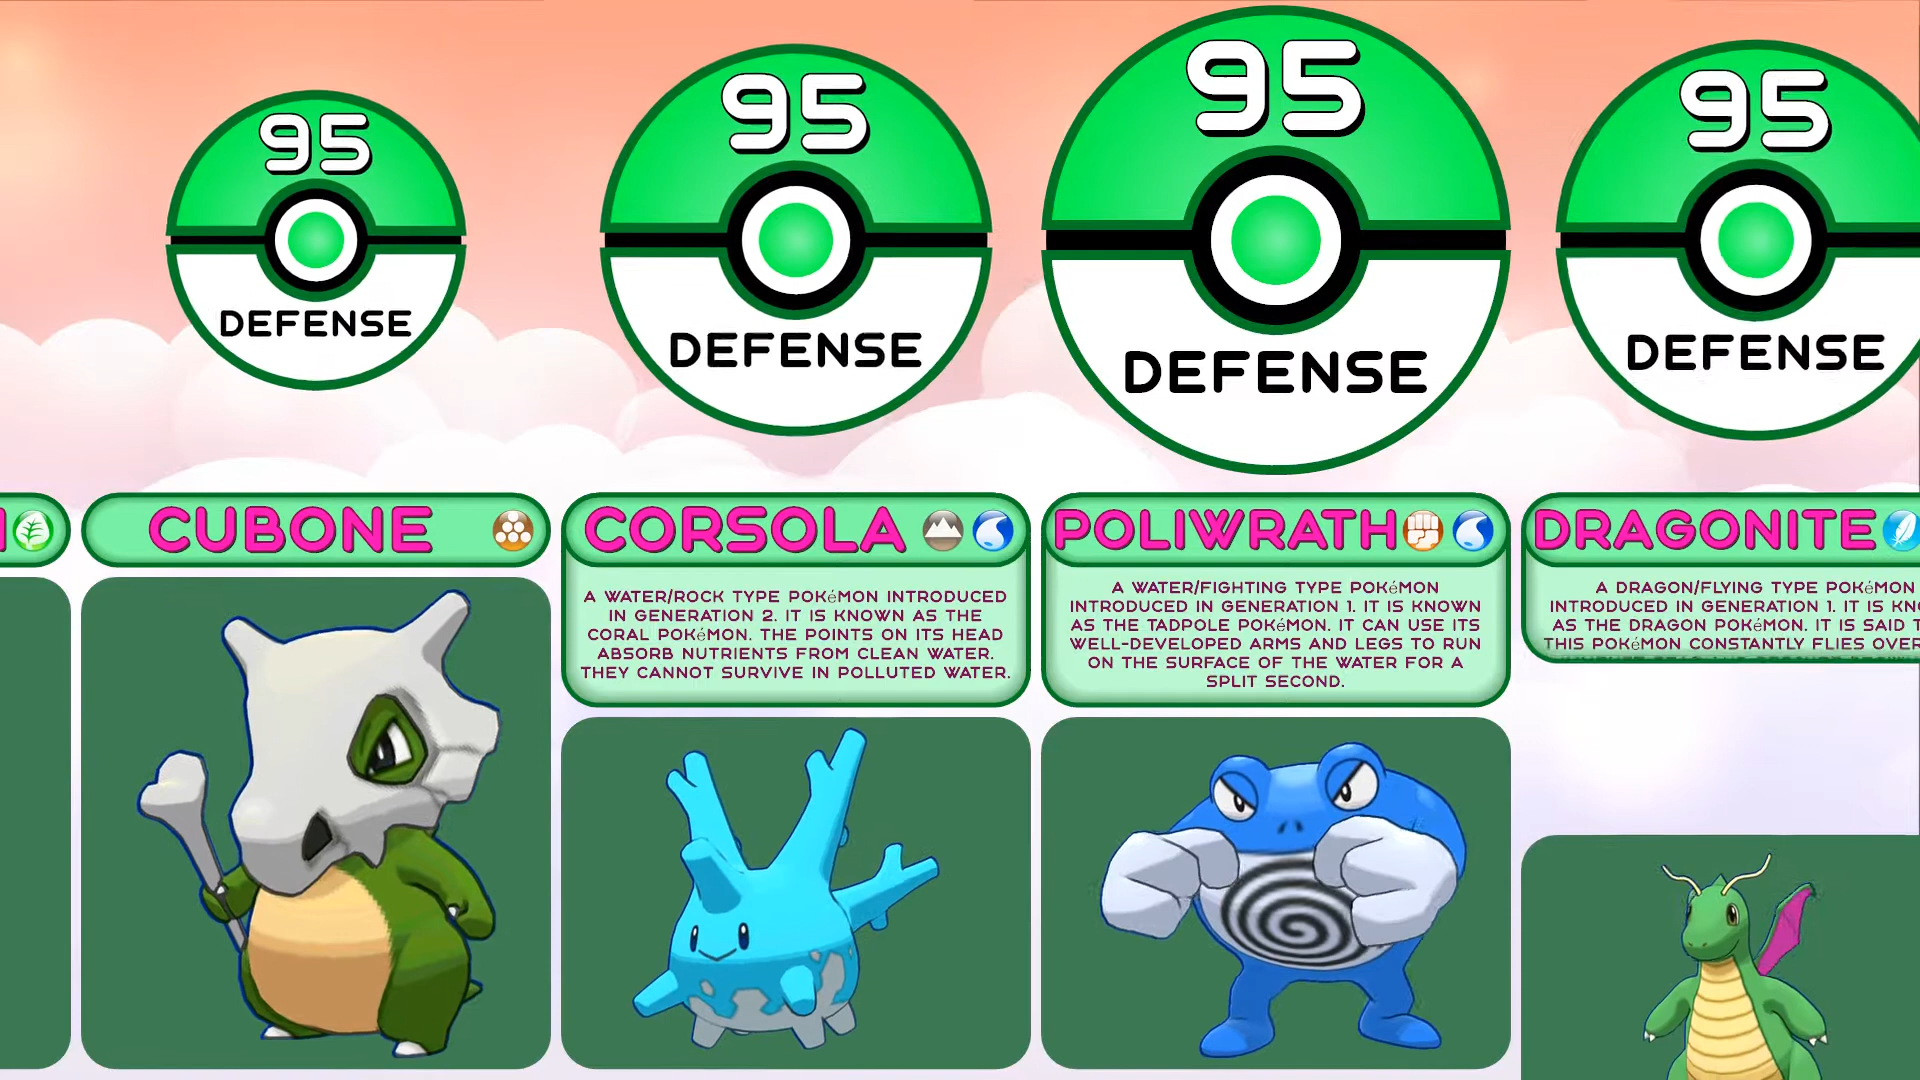 95
DEFENSE
95
DEFENSE
95
DEFENSE
95
DEFENSE
CUBONE
CORSOLA
A WATER/ROCK TYPE POKéMON INTRODUCED
IN GENERATION 2. IT IS KNOWN AS THE
CORAL POKéMON. THE POINTS ON ITS HEAD
ABSORB NUTRIENTS FROM CLEAN WATER.
THEY CANNOT SURVIVE IN POLLUTED WATER.
POLIWRATH
A WATER/FIGHTING TYPE POKéMON
INTRODUCED IN GENERATION 1. IT IS KNOWN
AS THE TADPOLE POKéMON. IT CAN USE ITS
WELL-DEVELOPED ARMS AND LEGS TO RUN
ON THE SURFACE OF THE WATER FOR A
SPLIT SECOND.
DRAGONITE
A DRAGON/FLYING TYPE POKéMON
INTRODUCED IN GENERATION 1. IT IS
AS THE DRAGON POKéMON. IT IS SAID
THIS POKéMON CONSTANTLY FLIES OVER